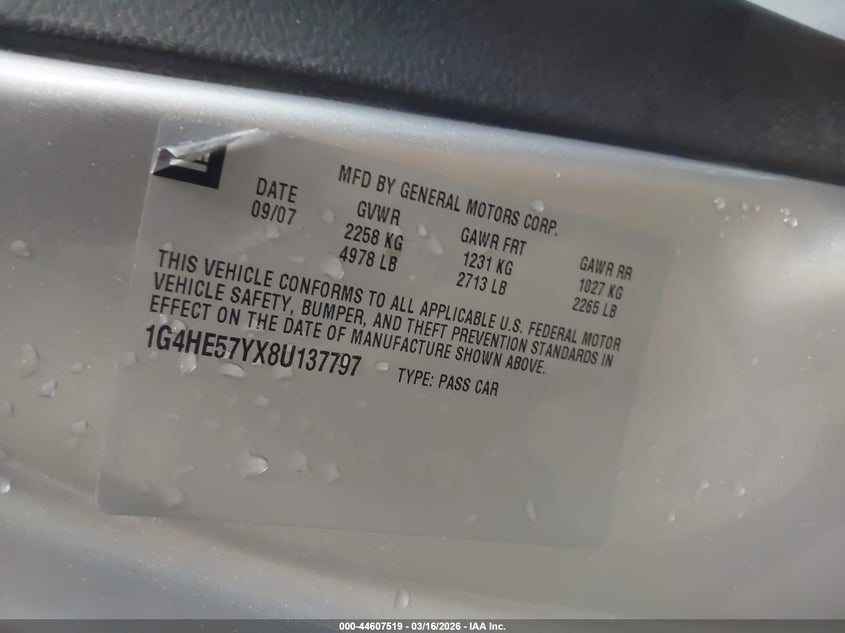 GM
MFD BY GENERAL MOTORS CORP.
DATE GVWR GAWR FRT GAWR RR
09/07 2258 KG 1231 KG 1027 KG
4978 LB 2713 LB 2265 LB
THIS VEHICLE CONFORMS TO ALL APPLICABLE U.S. FEDERAL MOTOR
VEHICLE SAFETY, BUMPER, AND THEFT PREVENTION STANDARDS IN
EFFECT ON THE DATE OF MANUFACTURE SHOWN ABOVE.
1G4HE57YX8U137797 TYPE: PASS CAR
000-44607519 - 03/16/2026 - IAA Inc.